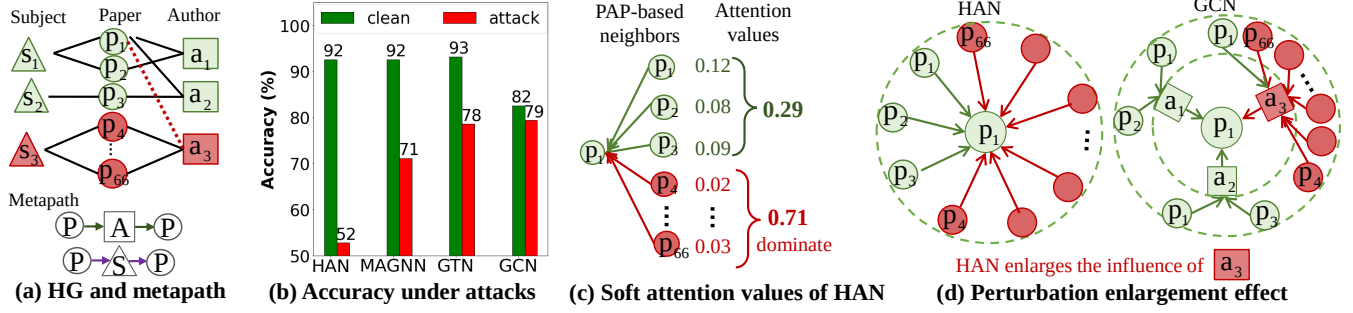 Subject Paper Author
s1
s2
s3
p1
p2
p3
p4
p66
a1
a2
a3
Metapath
P A P
P S P
(a) HG and metapath
clean attack
Accuracy (%)
100
90
80
70
60
50
92 52
92 71
93 78
82 79
HAN MAGNN GTN GCN
(b) Accuracy under attacks
PAP-based neighbors
Attention values
p1
p1 0.12
p2 0.08
p3 0.09
0.29
p4 0.02
p66 0.03
0.71
dominate
(c) Soft attention values of HAN
HAN
p66
p1
p2
p3
p4
p1
GCN
p1
p66
p1
p2
a1
a3
p1
a2
p4
p1
p3
HAN enlarges the influence of a3
(d) Perturbation enlargement effect